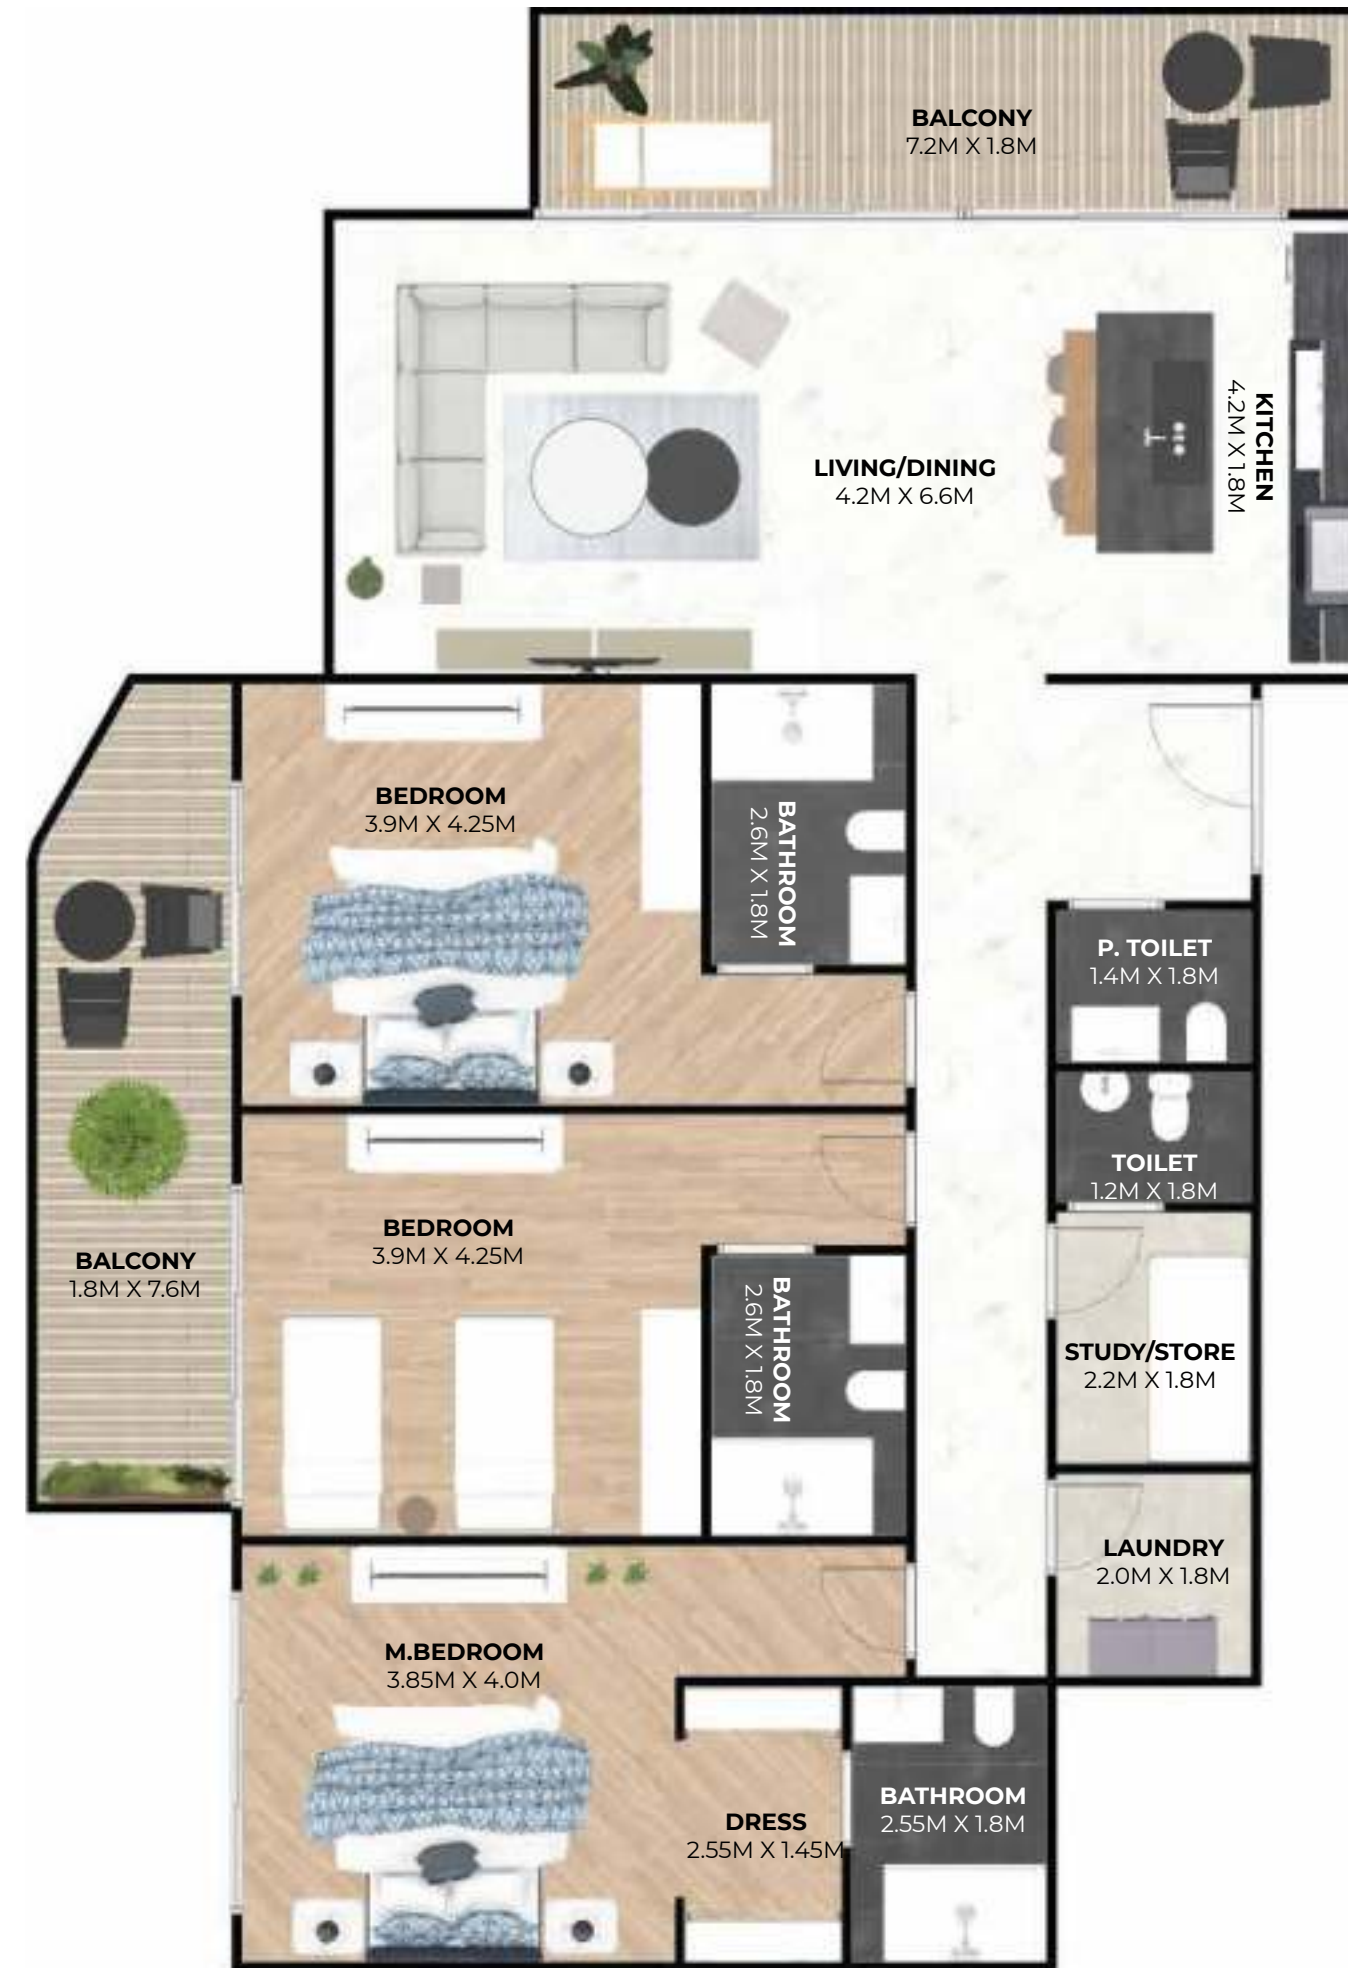 BALCONY
7.2M X 1.8M
LIVING/DINING
4.2M X 6.6M
KITCHEN
4.2M X 1.8M
BEDROOM
3.9M X 4.25M
BATHROOM
2.6M X 1.8M
P. TOILET
1.4M X 1.8M
TOILET
1.2M X 1.8M
BEDROOM
3.9M X 4.25M
BALCONY
1.8M X 7.6M
BATHROOM
2.6M X 1.8M
STUDY/STORE
2.2M X 1.8M
LAUNDRY
2.0M X 1.8M
M.BEDROOM
3.85M X 4.0M
DRESS
2.55M X 1.45M
BATHROOM
2.55M X 1.8M